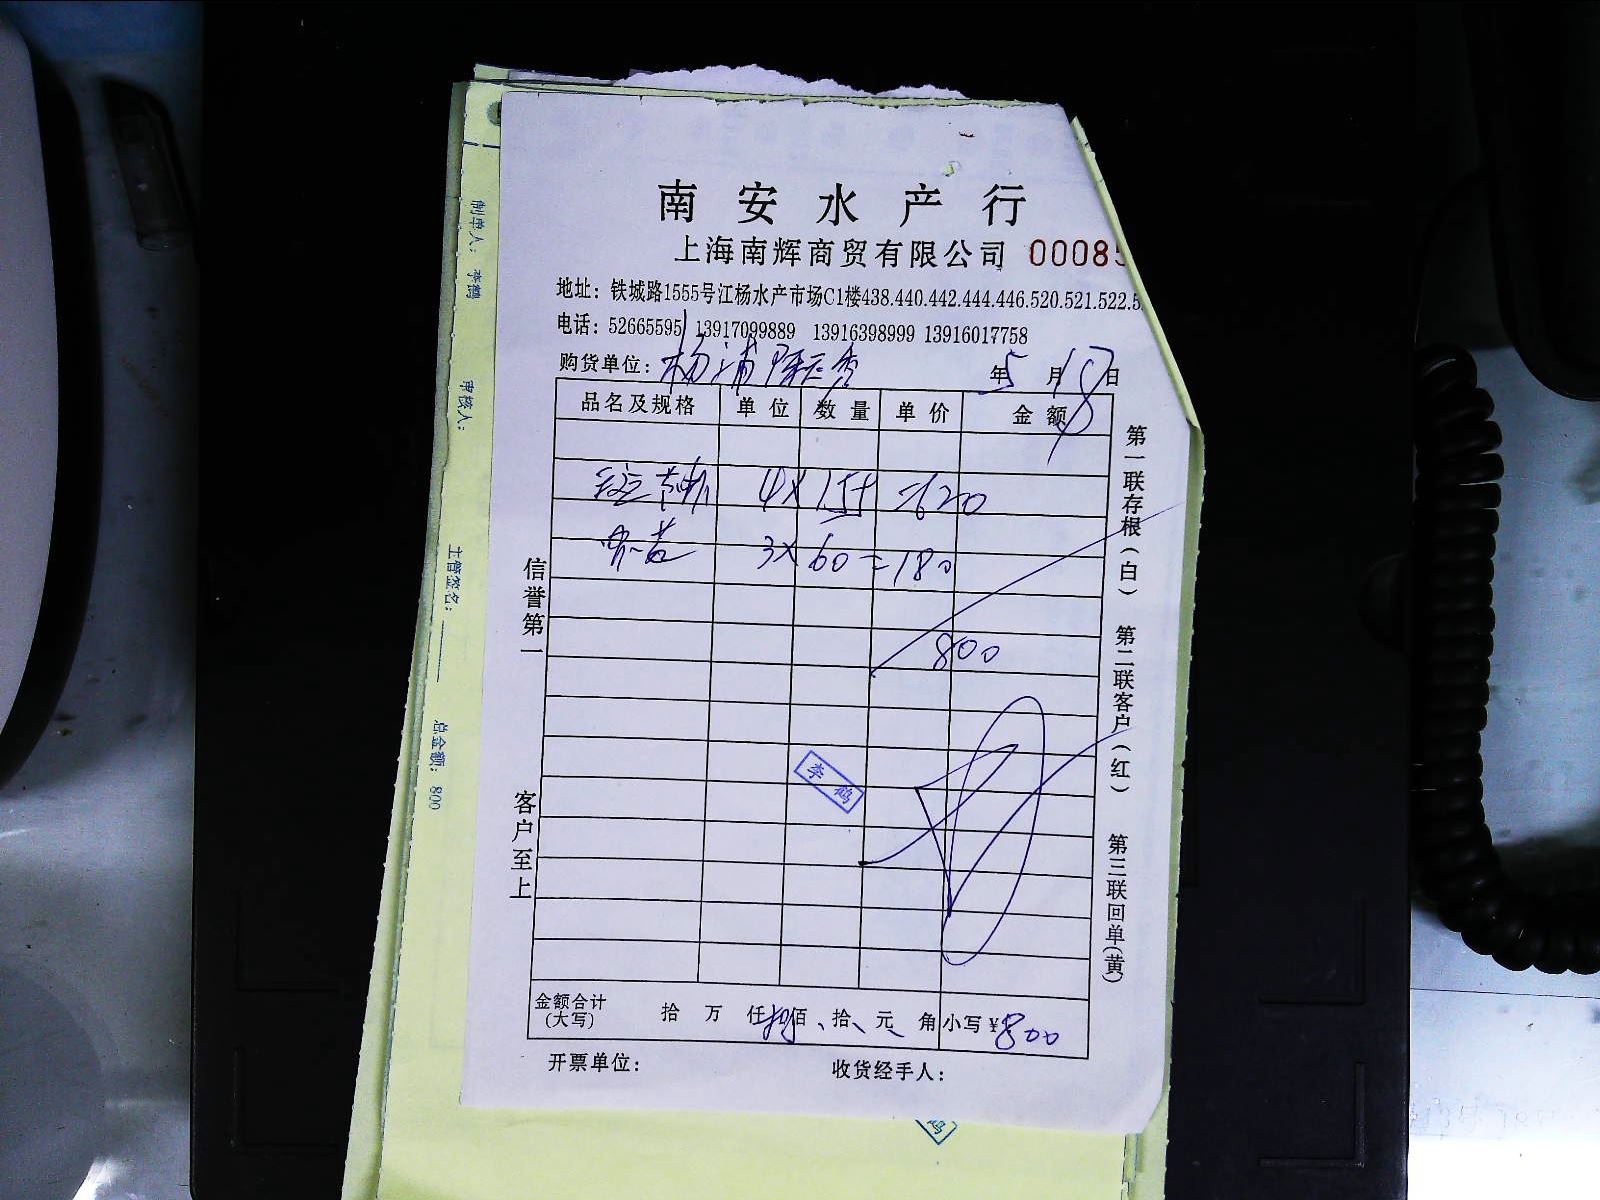 南安水产行
上海南辉商贸有限公司 00085
地址：铁城路1555号江杨水产市场C1楼438.440.442.444.446.520.521.522.5
电话：52665595 13917099889 13916398999 13916017758
购货单位：杨浦 年5月18日
品名及规格 单位 数量 单价 金额
4×155=620
3×60=180
800
李鹤
金额合计(大写) 拾 万 仟 捌佰 拾 元 角 小写¥800
开票单位： 收货经手人：
信誉第一
客户至上
第一联存根(白) 第二联客户(红) 第三联回单(黄)
制单人：李鹤 审核人： 主管签名： 总金额：800
鹤